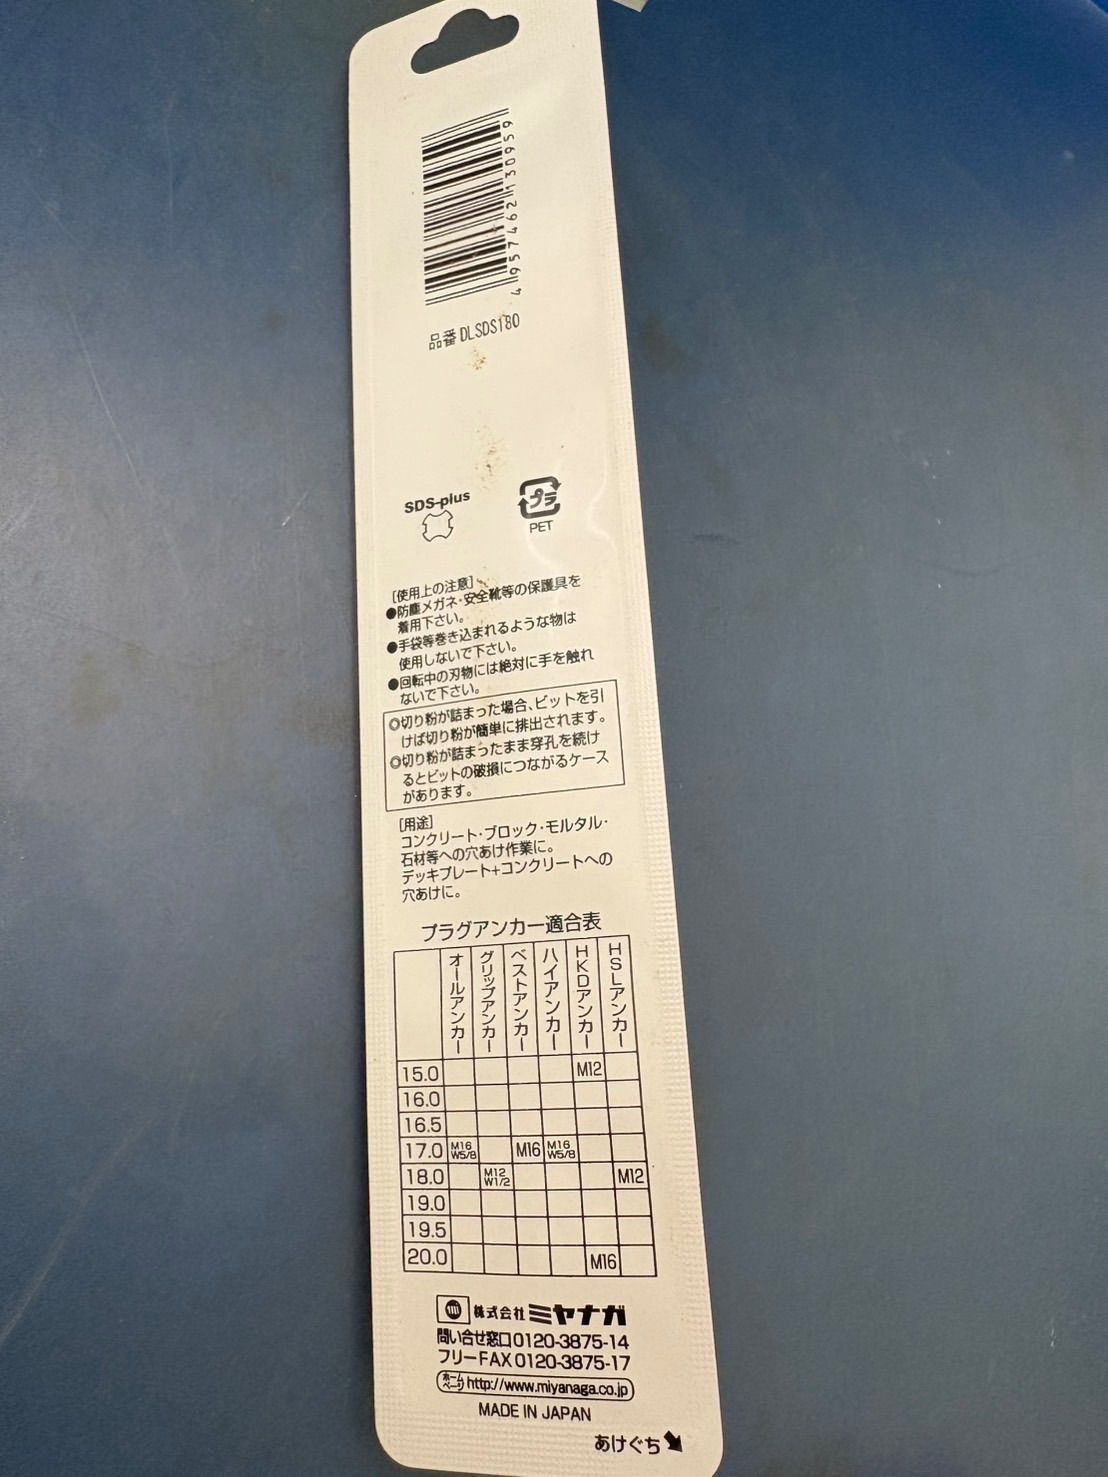 4957462130959
品番 DLSDS180
SDS-plus
プラ
PET
[使用上の注意]
●防塵メガネ・安全靴等の保護具を
着用下さい。
●手袋等巻き込まれるような物は
使用しないで下さい。
●回転中の刃物には絶対に手を触れ
ないで下さい。
◎切り粉が詰まった場合、ビットを引
けば切り粉が簡単に排出されます。
◎切り粉が詰まったまま穿孔を続け
るとビットの破損につながるケース
があります。
[用途]
コンクリート・ブロック・モルタル・
石材等への穴あけ作業に。
デッキプレート+コンクリートへの
穴あけに。
プラグアンカー適合表
オールアンカー グリップアンカー ベストアンカー ハイアンカー HKDアンカー HSLアンカー
15.0 M12
16.0
16.5
17.0 M16 W5/8 M16 M16 W5/8
18.0 M12 W1/2 M12
19.0
19.5
20.0 M16
株式会社ミヤナガ
問い合せ窓口0120-3875-14
フリーFAX0120-3875-17
ホームページ http://www.miyanaga.co.jp
MADE IN JAPAN
あけぐち